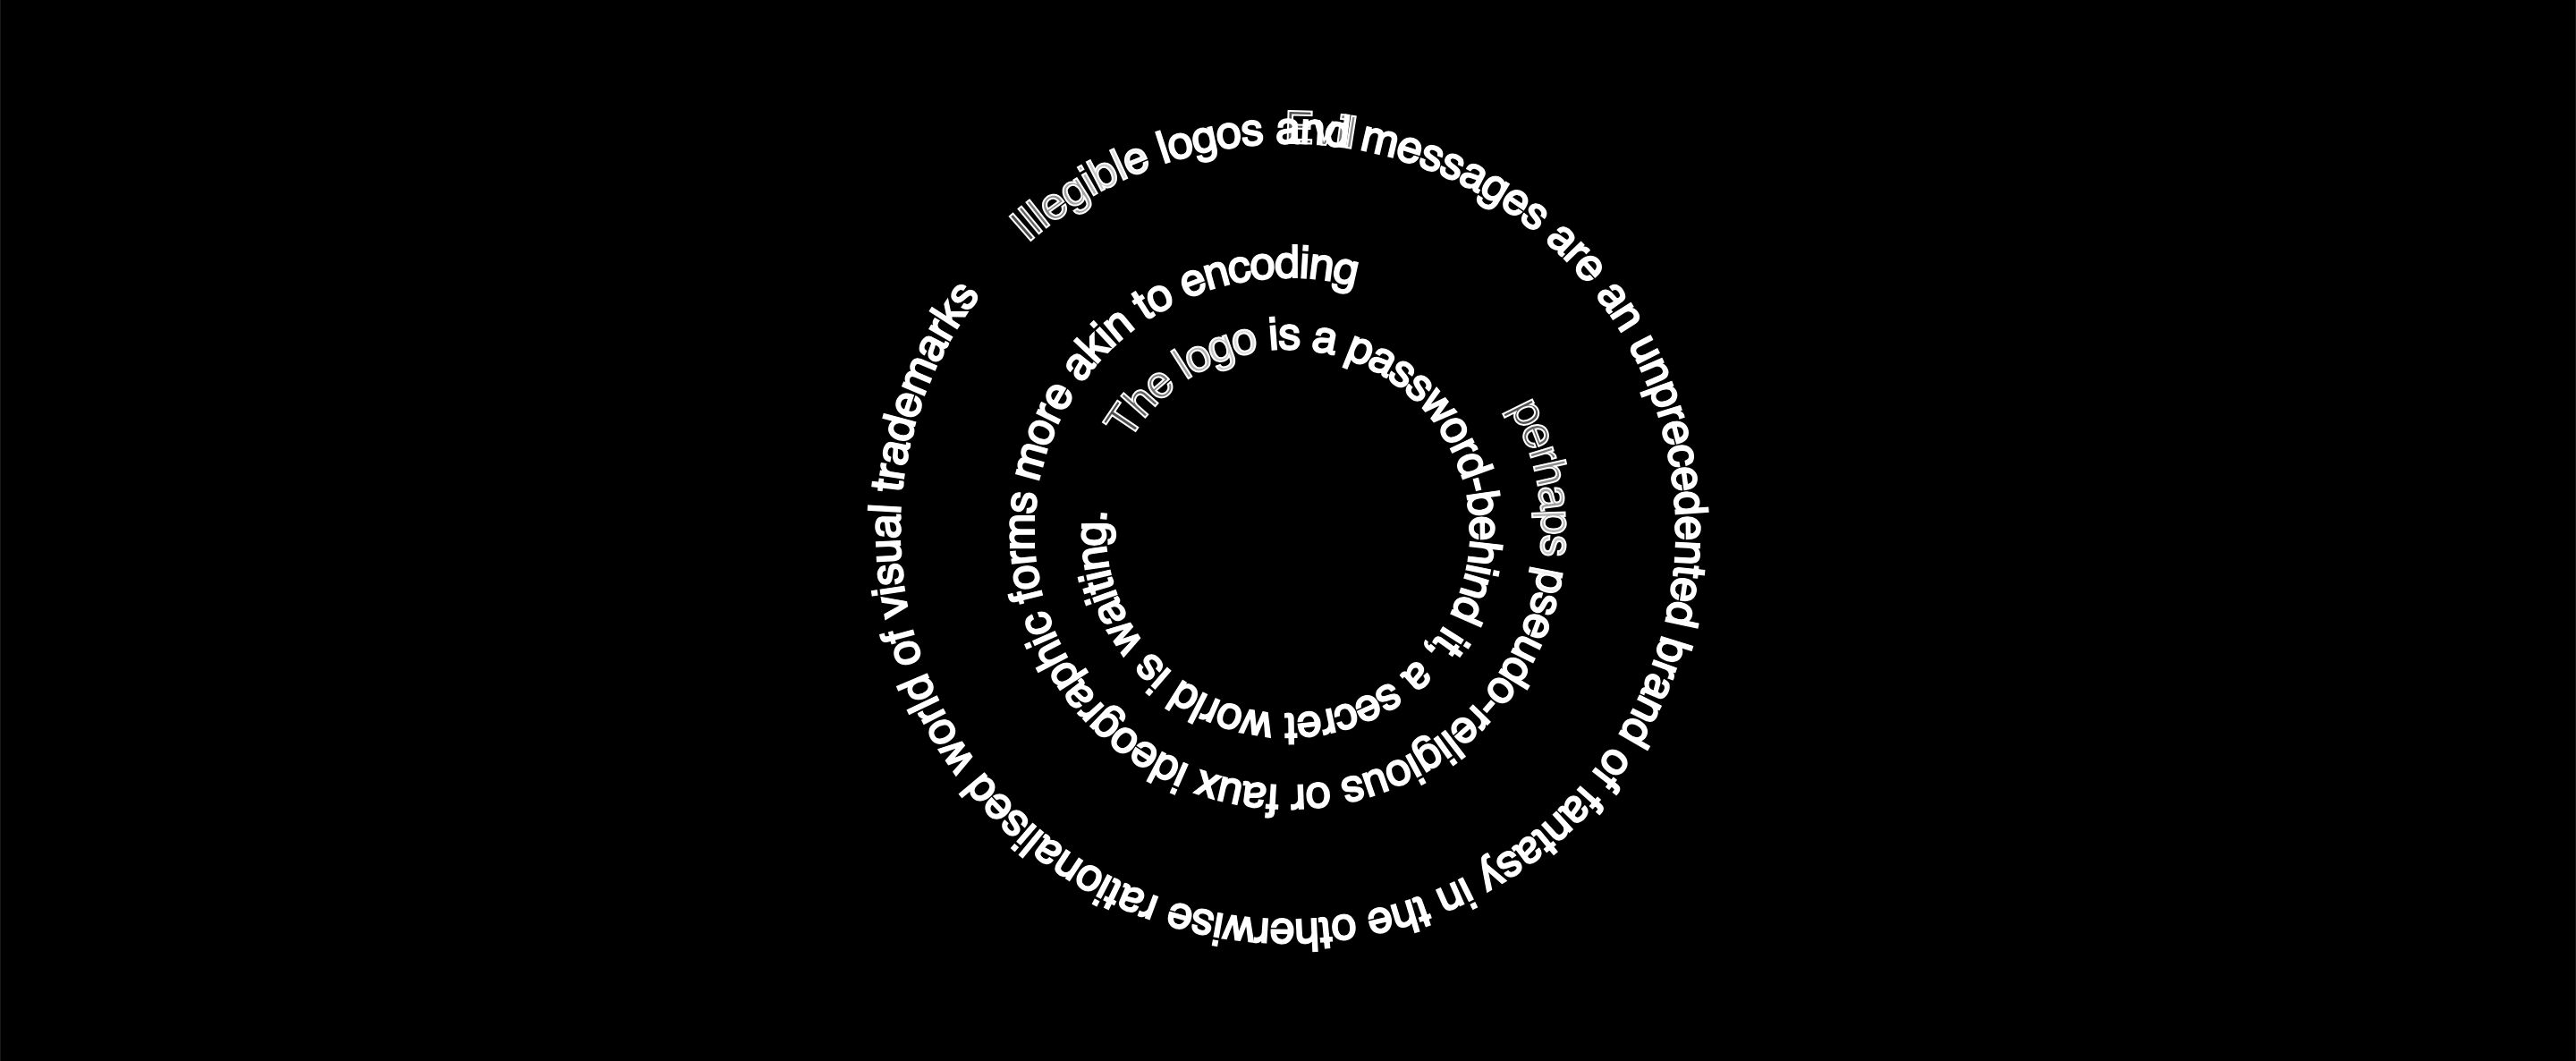 Illegible logos and messages are an unprecedented brand of fantasy in the otherwise rationalised world of visual trademarks
Evil
perhaps pseudo-religious or faux ideographic forms more akin to encoding
The logo is a password-behind it, a secret world is waiting.